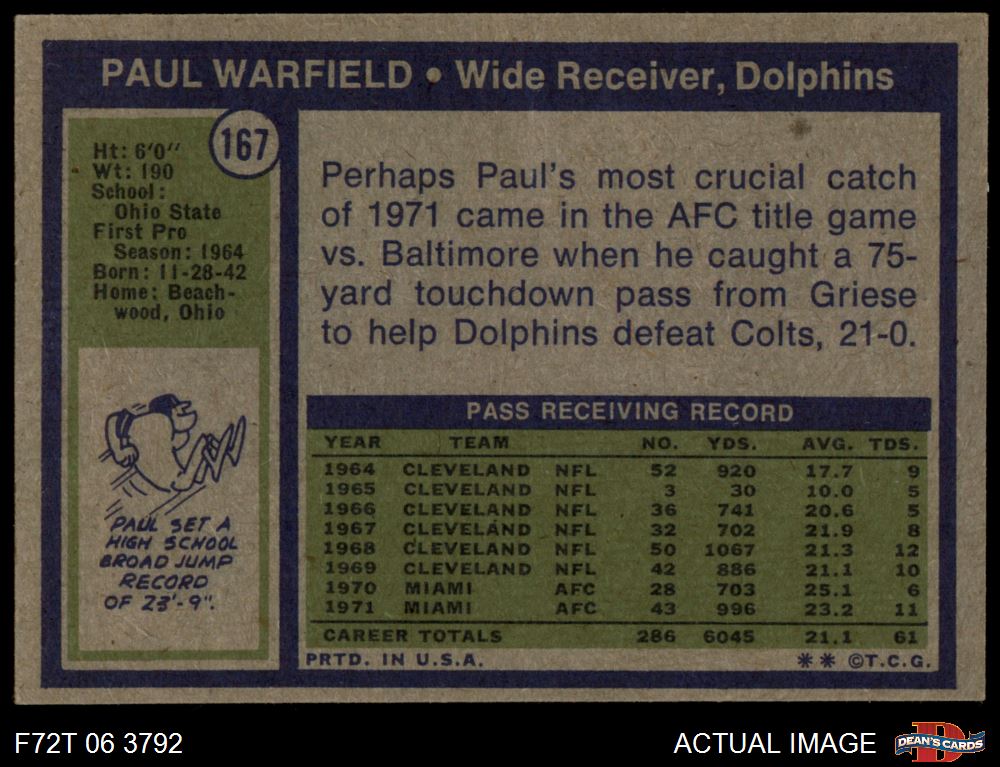 PAUL WARFIELD • Wide Receiver, Dolphins
167
Ht: 6'0"
Wt: 190
School:
Ohio State
First Pro
Season: 1964
Born: 11-28-42
Home: Beach-
wood, Ohio
PAUL SET A
HIGH SCHOOL
BROAD JUMP
RECORD
OF 23'-9".
Perhaps Paul's most crucial catch
of 1971 came in the AFC title game
vs. Baltimore when he caught a 75-
yard touchdown pass from Griese
to help Dolphins defeat Colts, 21-0.
PASS RECEIVING RECORD
YEAR TEAM NO. YDS. AVG. TDS.
1964 CLEVELAND NFL 52 920 17.7 9
1965 CLEVELAND NFL 3 30 10.0 5
1966 CLEVELAND NFL 36 741 20.6 5
1967 CLEVELAND NFL 32 702 21.9 8
1968 CLEVELAND NFL 50 1067 21.3 12
1969 CLEVELAND NFL 42 886 21.1 10
1970 MIAMI AFC 28 703 25.1 6
1971 MIAMI AFC 43 996 23.2 11
CAREER TOTALS 286 6045 21.1 61
PRTD. IN U.S.A. ** ©T.C.G.
F72T 06 3792
ACTUAL IMAGE
D
DEAN'S CARDS